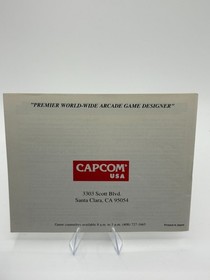 "PREMIER WORLD-WIDE ARCADE GAME DESIGNER"
CAPCOM®
USA
3303 Scott Blvd.
Santa Clara, CA 95054